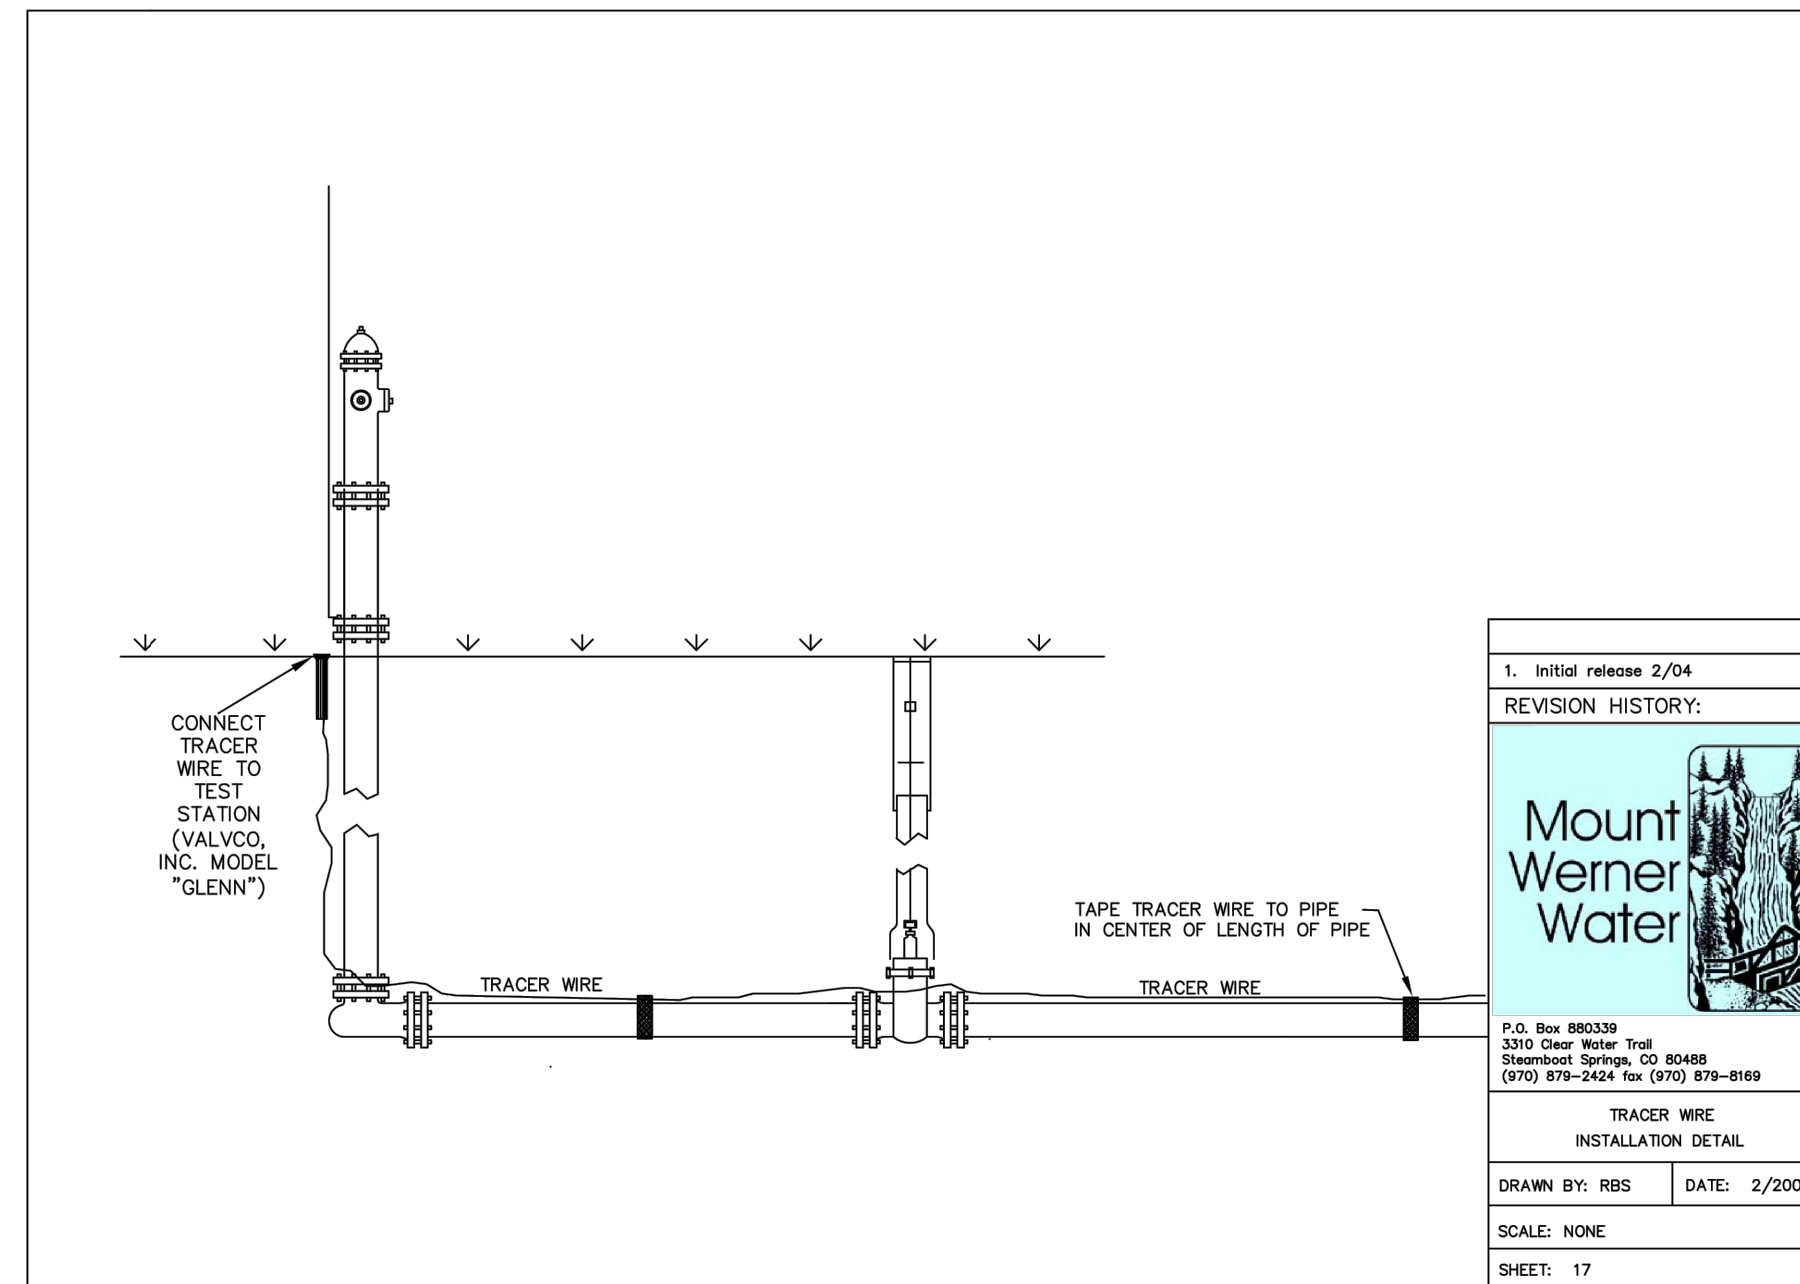 CONNECT
TRACER
WIRE TO
TEST
STATION
(VALVCO,
INC. MODEL
"GLENN")
TRACER WIRE
TAPE TRACER WIRE TO PIPE
IN CENTER OF LENGTH OF PIPE
TRACER WIRE
1. Initial release 2/04
REVISION HISTORY:
Mount
Werner
Water
P.O. Box 880339
3310 Clear Water Trail
Steamboat Springs, CO 80488
(970) 879-2424 fax (970) 879-8169
TRACER WIRE
INSTALLATION DETAIL
DRAWN BY: RBS
DATE: 2/200
SCALE: NONE
SHEET: 17